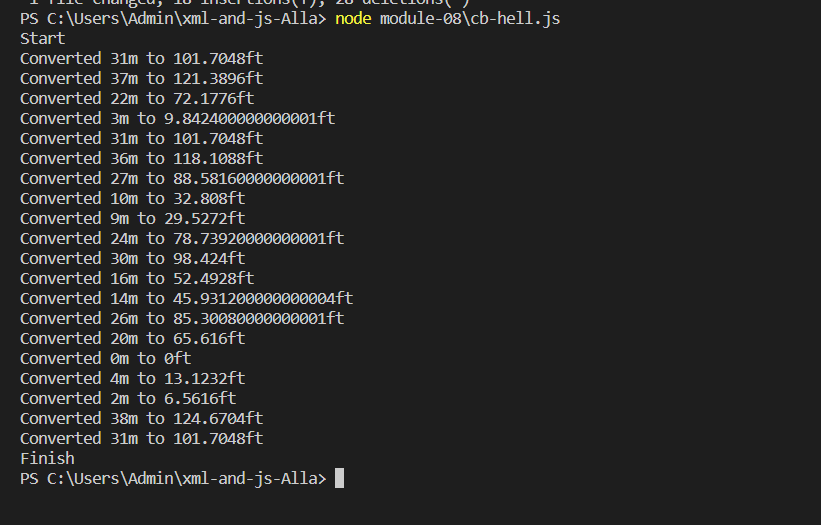 1 file changed, 18 insertions(+), 28 deletions(-)
PS C:\Users\Admin\xml-and-js-Alla> node module-08\cb-hell.js
Start
Converted 31m to 101.7048ft
Converted 37m to 121.3896ft
Converted 22m to 72.1776ft
Converted 3m to 9.842400000000001ft
Converted 31m to 101.7048ft
Converted 36m to 118.1088ft
Converted 27m to 88.58160000000001ft
Converted 10m to 32.808ft
Converted 9m to 29.5272ft
Converted 24m to 78.73920000000001ft
Converted 30m to 98.424ft
Converted 16m to 52.4928ft
Converted 14m to 45.931200000000004ft
Converted 26m to 85.30080000000001ft
Converted 20m to 65.616ft
Converted 0m to 0ft
Converted 4m to 13.1232ft
Converted 2m to 6.5616ft
Converted 38m to 124.6704ft
Converted 31m to 101.7048ft
Finish
PS C:\Users\Admin\xml-and-js-Alla>